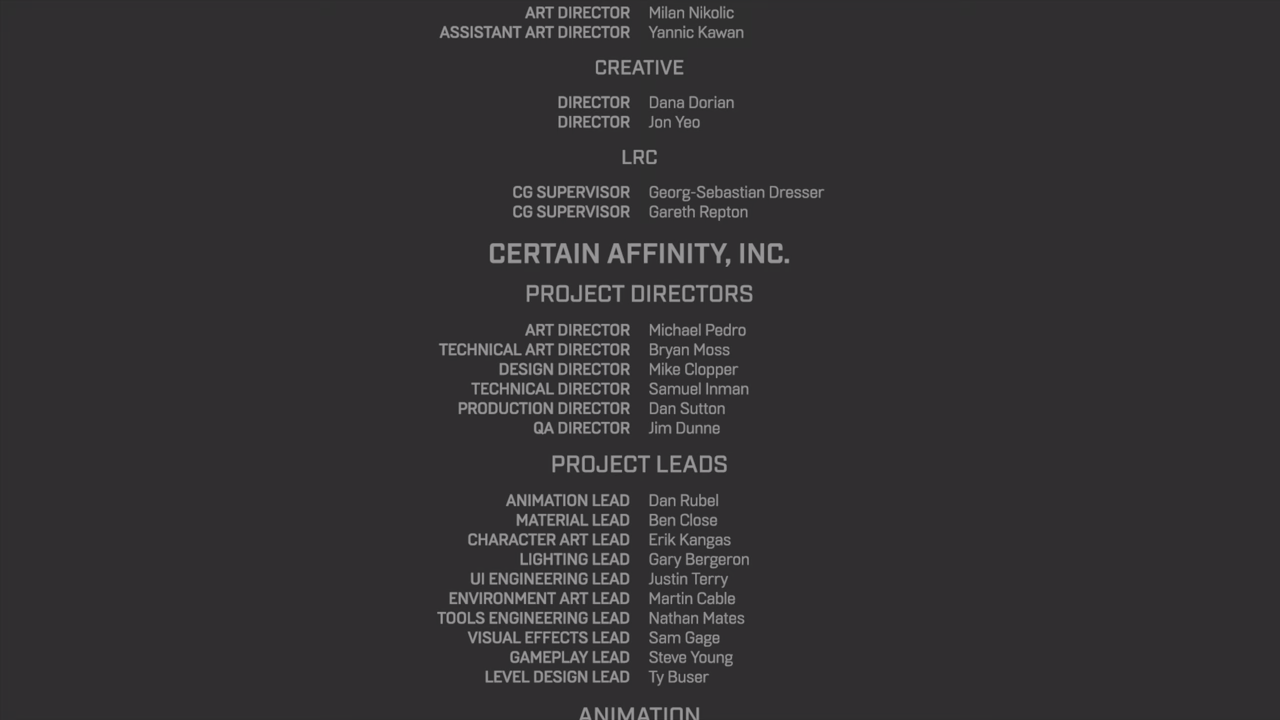 ART DIRECTOR Milan Nikolic
ASSISTANT ART DIRECTOR Yannic Kawan
CREATIVE
DIRECTOR Dana Dorian
DIRECTOR Jon Yeo
LRC
CG SUPERVISOR Georg-Sebastian Dresser
CG SUPERVISOR Gareth Repton
CERTAIN AFFINITY, INC.
PROJECT DIRECTORS
ART DIRECTOR Michael Pedro
TECHNICAL ART DIRECTOR Bryan Moss
DESIGN DIRECTOR Mike Clopper
TECHNICAL DIRECTOR Samuel Inman
PRODUCTION DIRECTOR Dan Sutton
QA DIRECTOR Jim Dunne
PROJECT LEADS
ANIMATION LEAD Dan Rubel
MATERIAL LEAD Ben Close
CHARACTER ART LEAD Erik Kangas
LIGHTING LEAD Gary Bergeron
UI ENGINEERING LEAD Justin Terry
ENVIRONMENT ART LEAD Martin Cable
TOOLS ENGINEERING LEAD Nathan Mates
VISUAL EFFECTS LEAD Sam Gage
GAMEPLAY LEAD Steve Young
LEVEL DESIGN LEAD Ty Buser
ANIMATION